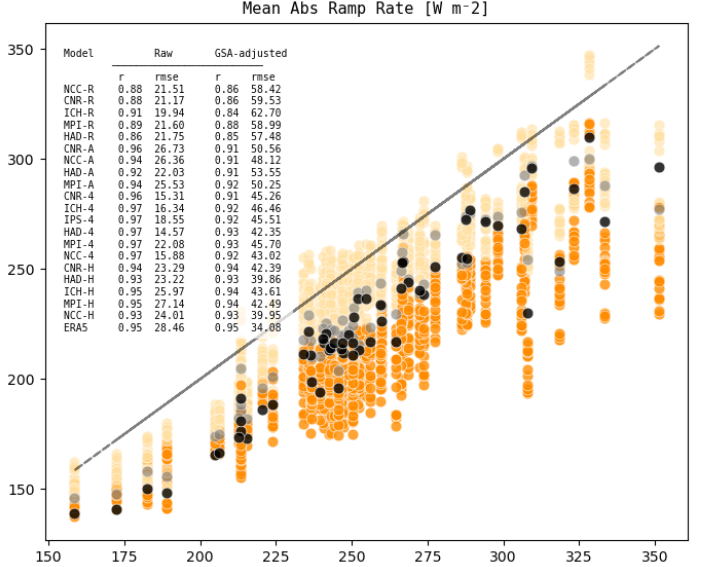 Mean Abs Ramp Rate [W m⁻2]
Model Raw GSA-adjusted
r rmse r rmse
NCC-R 0.88 21.51 0.86 58.42
CNR-R 0.88 21.17 0.86 59.53
ICH-R 0.91 19.94 0.84 62.70
MPI-R 0.89 21.60 0.88 58.99
HAD-R 0.86 21.75 0.85 57.48
CNR-A 0.96 26.73 0.91 50.56
NCC-A 0.94 26.36 0.91 48.12
HAD-A 0.92 22.03 0.91 53.55
MPI-A 0.94 25.53 0.92 50.25
CNR-4 0.96 15.31 0.91 45.26
ICH-4 0.97 16.34 0.92 46.46
IPS-4 0.97 18.55 0.92 45.51
HAD-4 0.97 14.57 0.93 42.35
MPI-4 0.97 22.08 0.93 45.70
NCC-4 0.97 15.88 0.92 43.02
CNR-H 0.94 23.29 0.94 42.39
HAD-H 0.93 23.22 0.93 39.86
ICH-H 0.95 25.97 0.94 43.61
MPI-H 0.95 27.14 0.94 42.49
NCC-H 0.93 24.01 0.93 39.95
ERA5 0.95 28.46 0.95 34.08
350
300
250
200
150
150 175 200 225 250 275 300 325 350